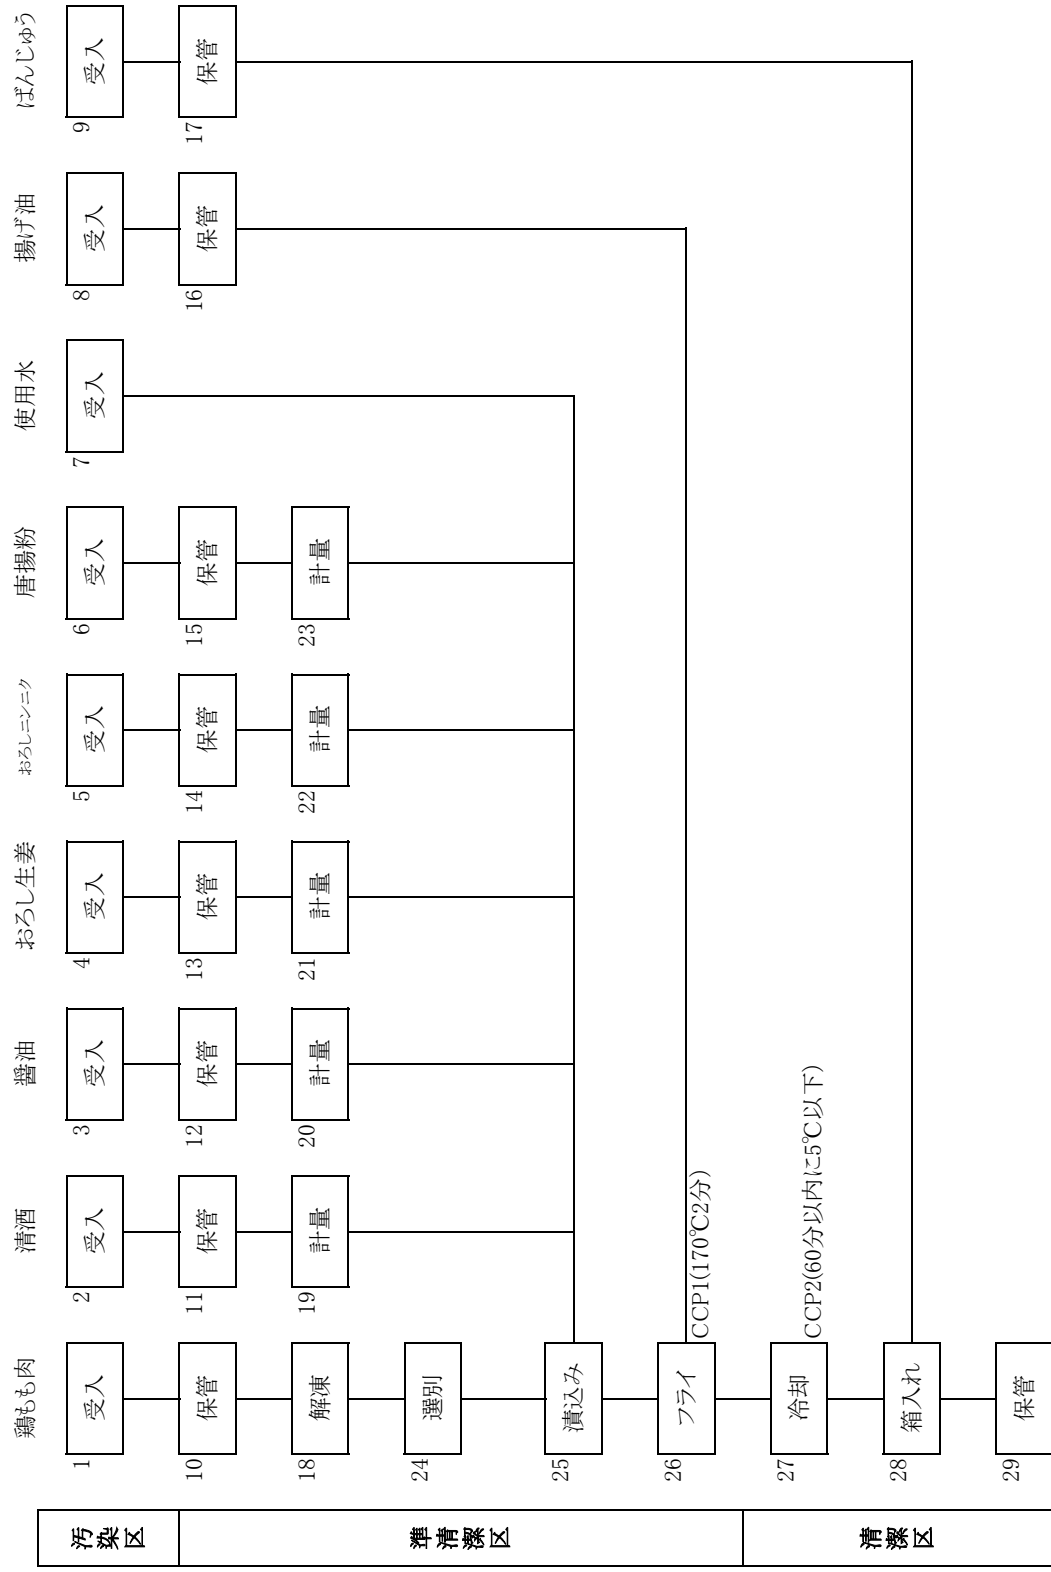 鶏もも肉
清酒
醤油
おろし生姜
おろしニンニク
唐揚粉
使用水
揚げ油
ばんじゅう
汚染区
1
受入
2
受入
3
受入
4
受入
5
受入
6
受入
7
受入
8
受入
9
受入
準清潔区
10
保管
11
保管
12
保管
13
保管
14
保管
15
保管
16
保管
17
保管
18
解凍
19
計量
20
計量
21
計量
22
計量
23
計量
24
選別
25
漬込み
26
フライ
CCP1(170℃2分)
清潔区
27
冷却
CCP2(60分以内に5℃以下)
28
箱入れ
29
保管